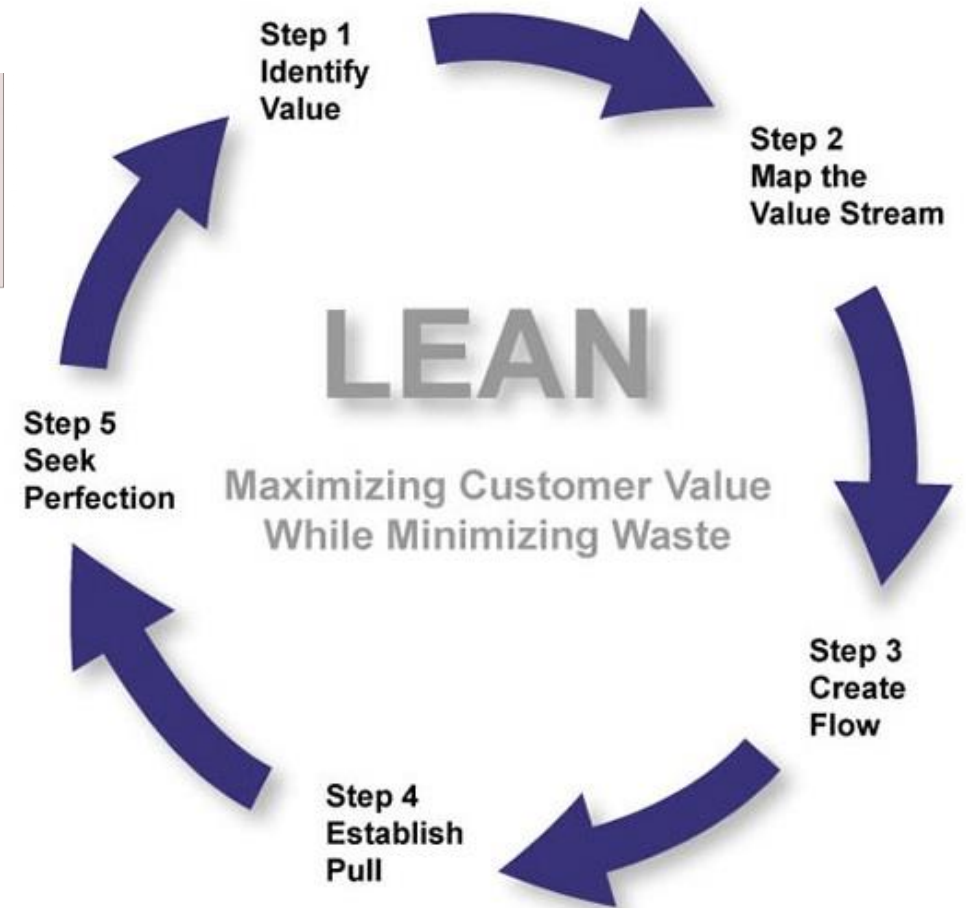 Step 1
Identify
Value
Step 2
Map the
Value Stream
LEAN
Maximizing Customer Value
While Minimizing Waste
Step 3
Create
Flow
Step 4
Establish
Pull
Step 5
Seek
Perfection